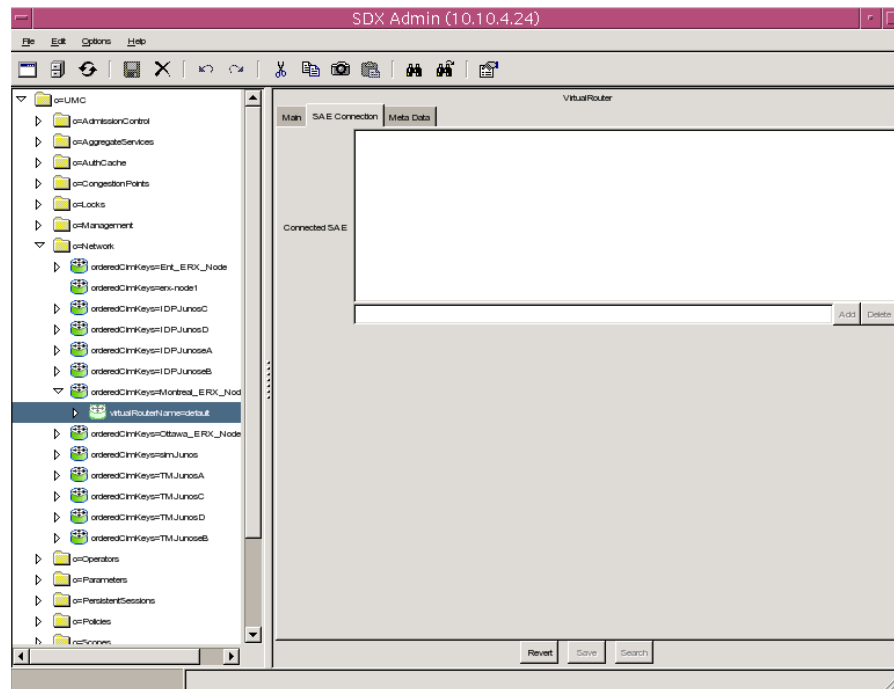 SDX Admin (10.10.4.24)
File Edit Options Help
o=UMC
o=AdmissionControl
o=AggregateServices
o=AuthCache
o=CongestionPoints
o=Locks
o=Management
o=Network
orderedCimKeys=Ent_ERX_Node
orderedCimKeys=erx-node1
orderedCimKeys=IDPJunosC
orderedCimKeys=IDPJunosD
orderedCimKeys=IDPJunoseA
orderedCimKeys=IDPJunoseB
orderedCimKeys=Montreal_ERX_Nod
virtualRouterName=default
orderedCimKeys=Ottawa_ERX_Node
orderedCimKeys=simJunos
orderedCimKeys=TMJunosA
orderedCimKeys=TMJunosC
orderedCimKeys=TMJunosD
orderedCimKeys=TMJunoseB
o=Operators
o=Parameters
o=PersistentSessions
o=Policies
o=Scopes
VirtualRouter
Main SAE Connection Meta Data
Connected SAE
Add Delete
Revert Save Search